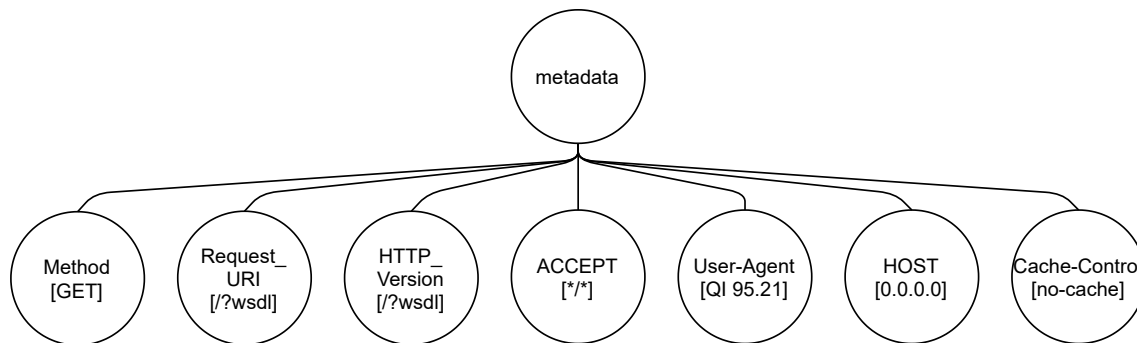 metadata
Method
[GET]
Request_
URI
[/?wsdl]
HTTP_
Version
[/?wsdl]
ACCEPT
[*/*]
User-Agent
[QI 95.21]
HOST
[0.0.0.0]
Cache-Contro
[no-cache]